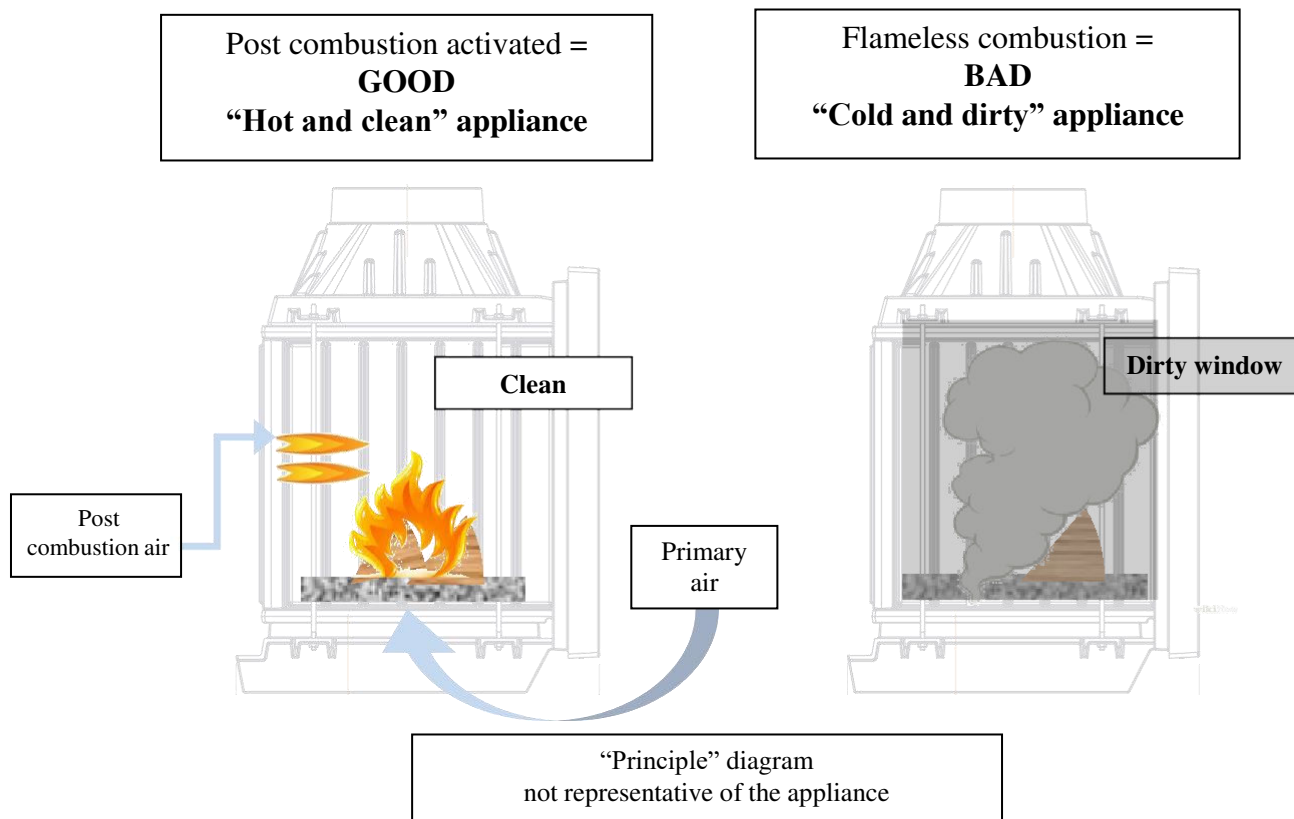 Post combustion activated =
GOOD
“Hot and clean” appliance
Flameless combustion =
BAD
“Cold and dirty” appliance
Clean
Dirty window
Post
combustion air
Primary
air
“Principle” diagram
not representative of the appliance